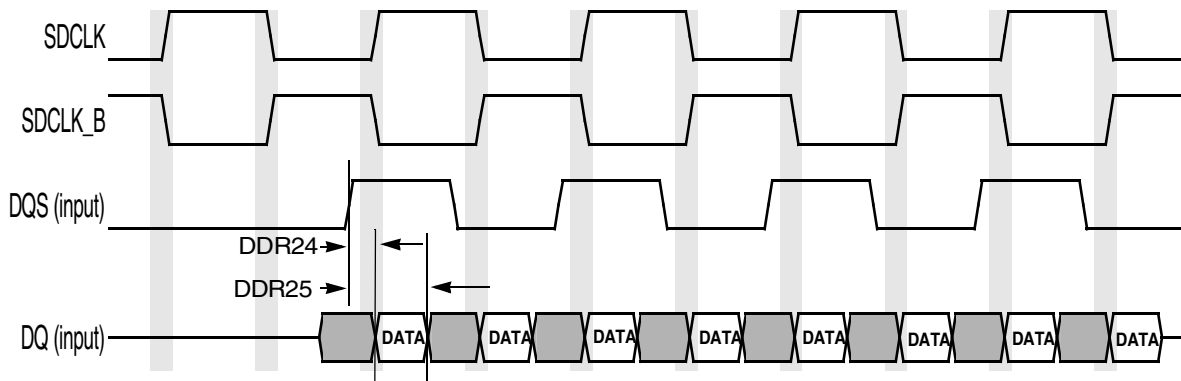 SDCLK
SDCLK_B
DQS (input)
DDR24
DDR25
DQ (input) DATA DATA DATA DATA DATA DATA DATA DATA